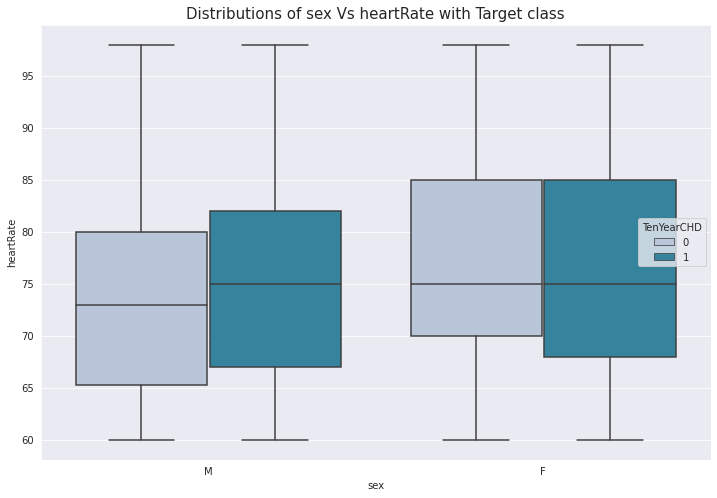 Distributions of sex Vs heartRate with Target class
heartRate
95
90
85
80
75
70
65
60
TenYearCHD
0
1
M
F
sex